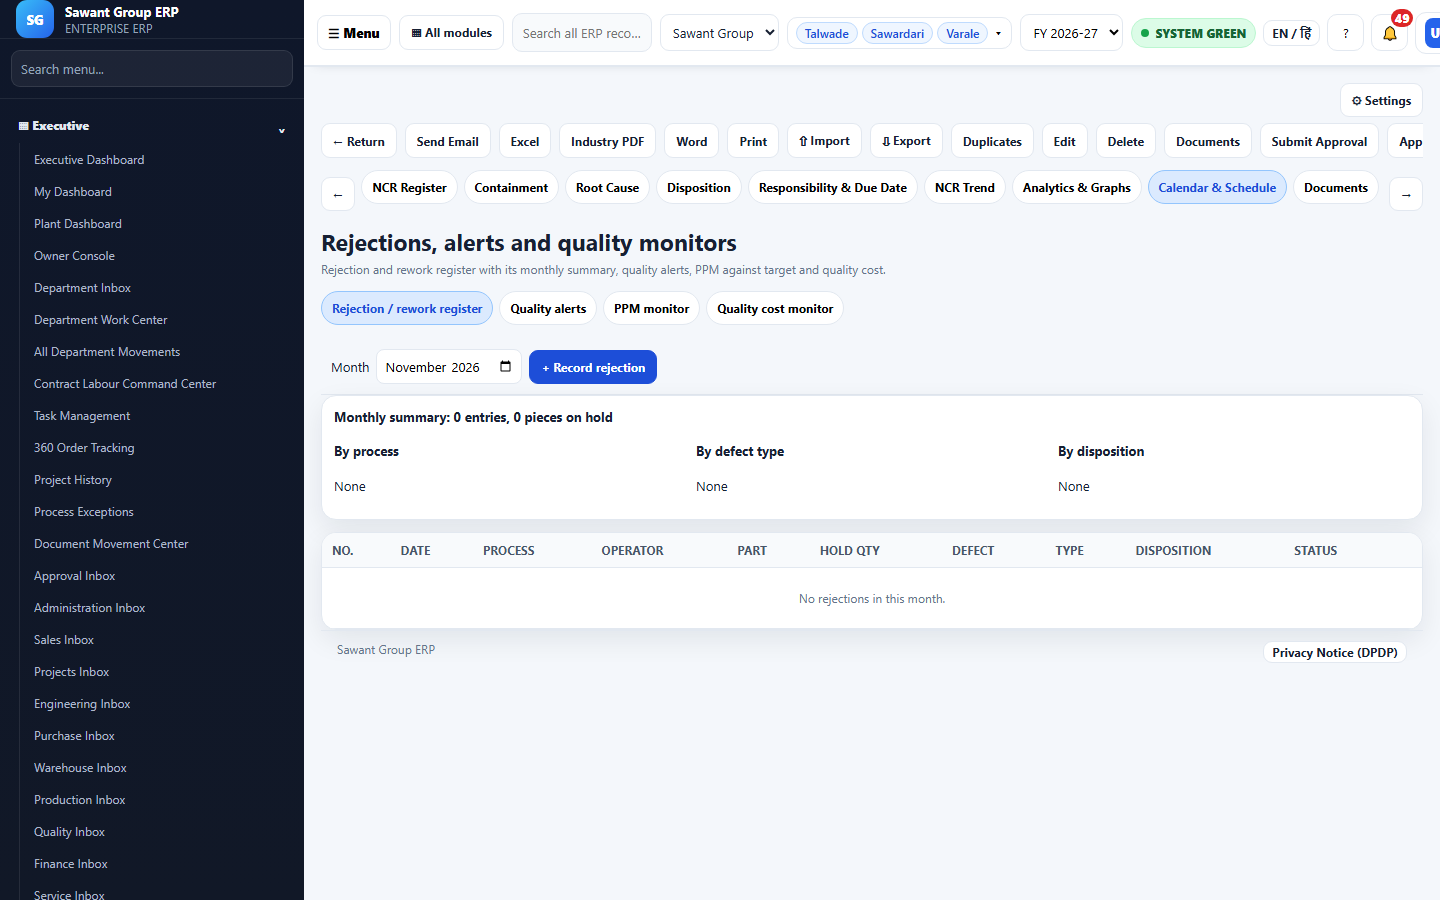 SG
Sawant Group ERP
ENTERPRISE ERP
Search menu...
Executive
Executive Dashboard
My Dashboard
Plant Dashboard
Owner Console
Department Inbox
Department Work Center
All Department Movements
Contract Labour Command Center
Task Management
360 Order Tracking
Project History
Process Exceptions
Document Movement Center
Approval Inbox
Administration Inbox
Sales Inbox
Projects Inbox
Engineering Inbox
Purchase Inbox
Warehouse Inbox
Production Inbox
Quality Inbox
Finance Inbox
Service Inbox
☰ Menu
All modules
Search all ERP reco...
Sawant Group
Talwade Sawardari Varale
FY 2026-27
SYSTEM GREEN
EN / हिं
?
49
U
⚙ Settings
← Return Send Email Excel Industry PDF Word Print ⇧ Import ⇩ Export Duplicates Edit Delete Documents Submit Approval App
← NCR Register Containment Root Cause Disposition Responsibility & Due Date NCR Trend Analytics & Graphs Calendar & Schedule Documents →
Rejections, alerts and quality monitors
Rejection and rework register with its monthly summary, quality alerts, PPM against target and quality cost.
Rejection / rework register Quality alerts PPM monitor Quality cost monitor
Month November 2026 + Record rejection
Monthly summary: 0 entries, 0 pieces on hold
By process By defect type By disposition
None None None
NO. DATE PROCESS OPERATOR PART HOLD QTY DEFECT TYPE DISPOSITION STATUS
No rejections in this month.
Sawant Group ERP Privacy Notice (DPDP)